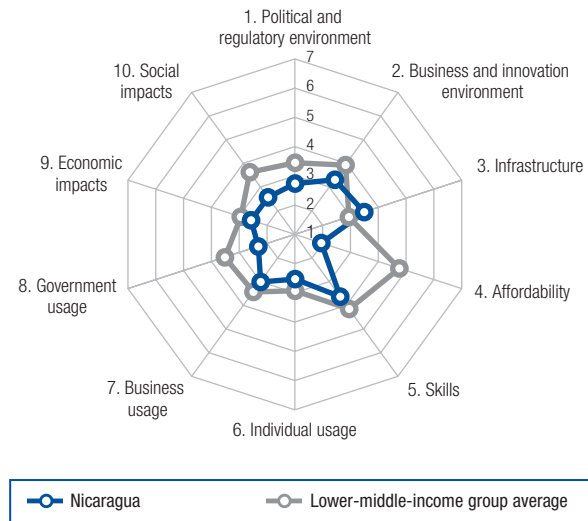 1. Political and
regulatory environment
2. Business and innovation
environment
3. Infrastructure
4. Affordability
5. Skills
6. Individual usage
7. Business
usage
8. Government
usage
9. Economic
impacts
10. Social
impacts
7
6
5
4
3
2
1
Nicaragua
Lower-middle-income group average